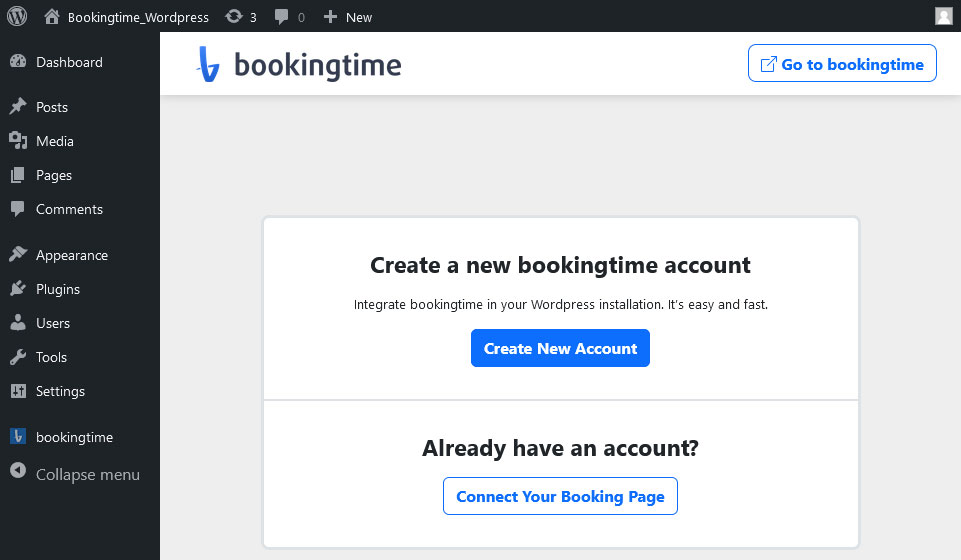 Bookingtime_Wordpress 3 0 New
Dashboard
Posts
Media
Pages
Comments
Appearance
Plugins
Users
Tools
Settings
bookingtime
Collapse menu
bookingtime
Go to bookingtime
Create a new bookingtime account
Integrate bookingtime in your Wordpress installation. It's easy and fast.
Create New Account
Already have an account?
Connect Your Booking Page